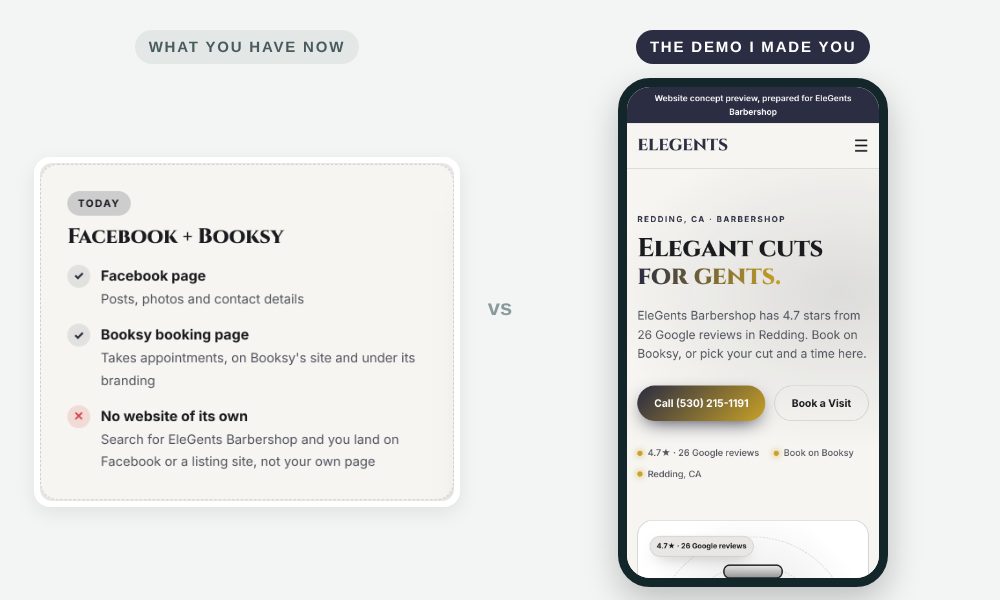 WHAT YOU HAVE NOW
TODAY
Facebook + Booksy
Facebook page
Posts, photos and contact details
Booksy booking page
Takes appointments, on Booksy's site and under its
branding
No website of its own
Search for EleGents Barbershop and you land on
Facebook or a listing site, not your own page
vs
THE DEMO I MADE YOU
Website concept preview, prepared for EleGents
Barbershop
ELEGENTS
REDDING, CA · BARBERSHOP
Elegant cuts
for gents.
EleGents Barbershop has 4.7 stars from
26 Google reviews in Redding. Book on
Booksy, or pick your cut and a time here.
Call (530) 215-1191
Book a Visit
4.7★ · 26 Google reviews
Book on Booksy
Redding, CA
4.7★ · 26 Google reviews